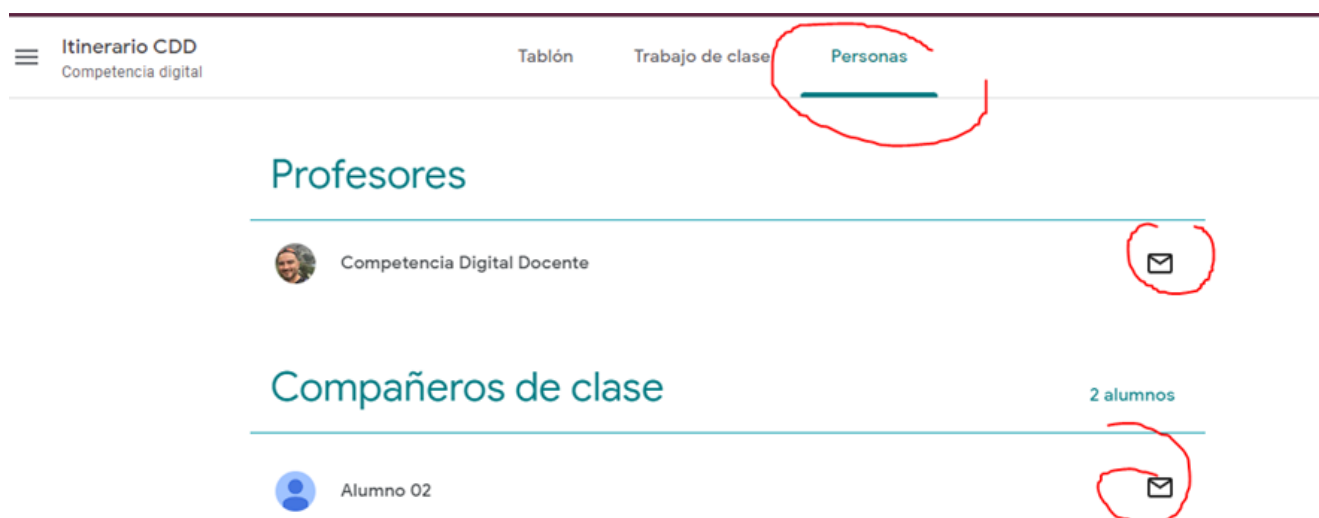 Itinerario CDD
Competencia digital
Tablón
Trabajo de clase
Personas
Profesores
Competencia Digital Docente
Compañeros de clase
2 alumnos
Alumno 02